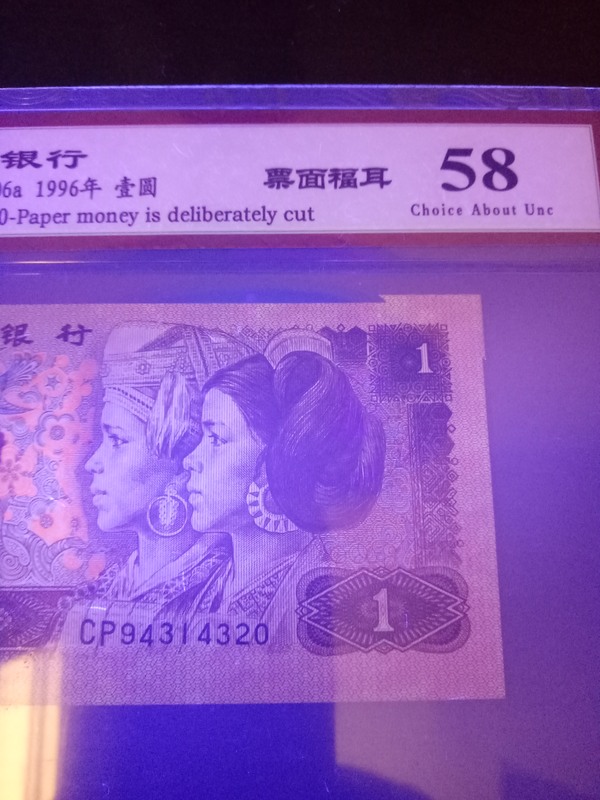 银行
票面福耳
58
6a 1996年 壹圆
0-Paper money is deliberately cut
Choice About Unc
银行
1
1
CP94314320